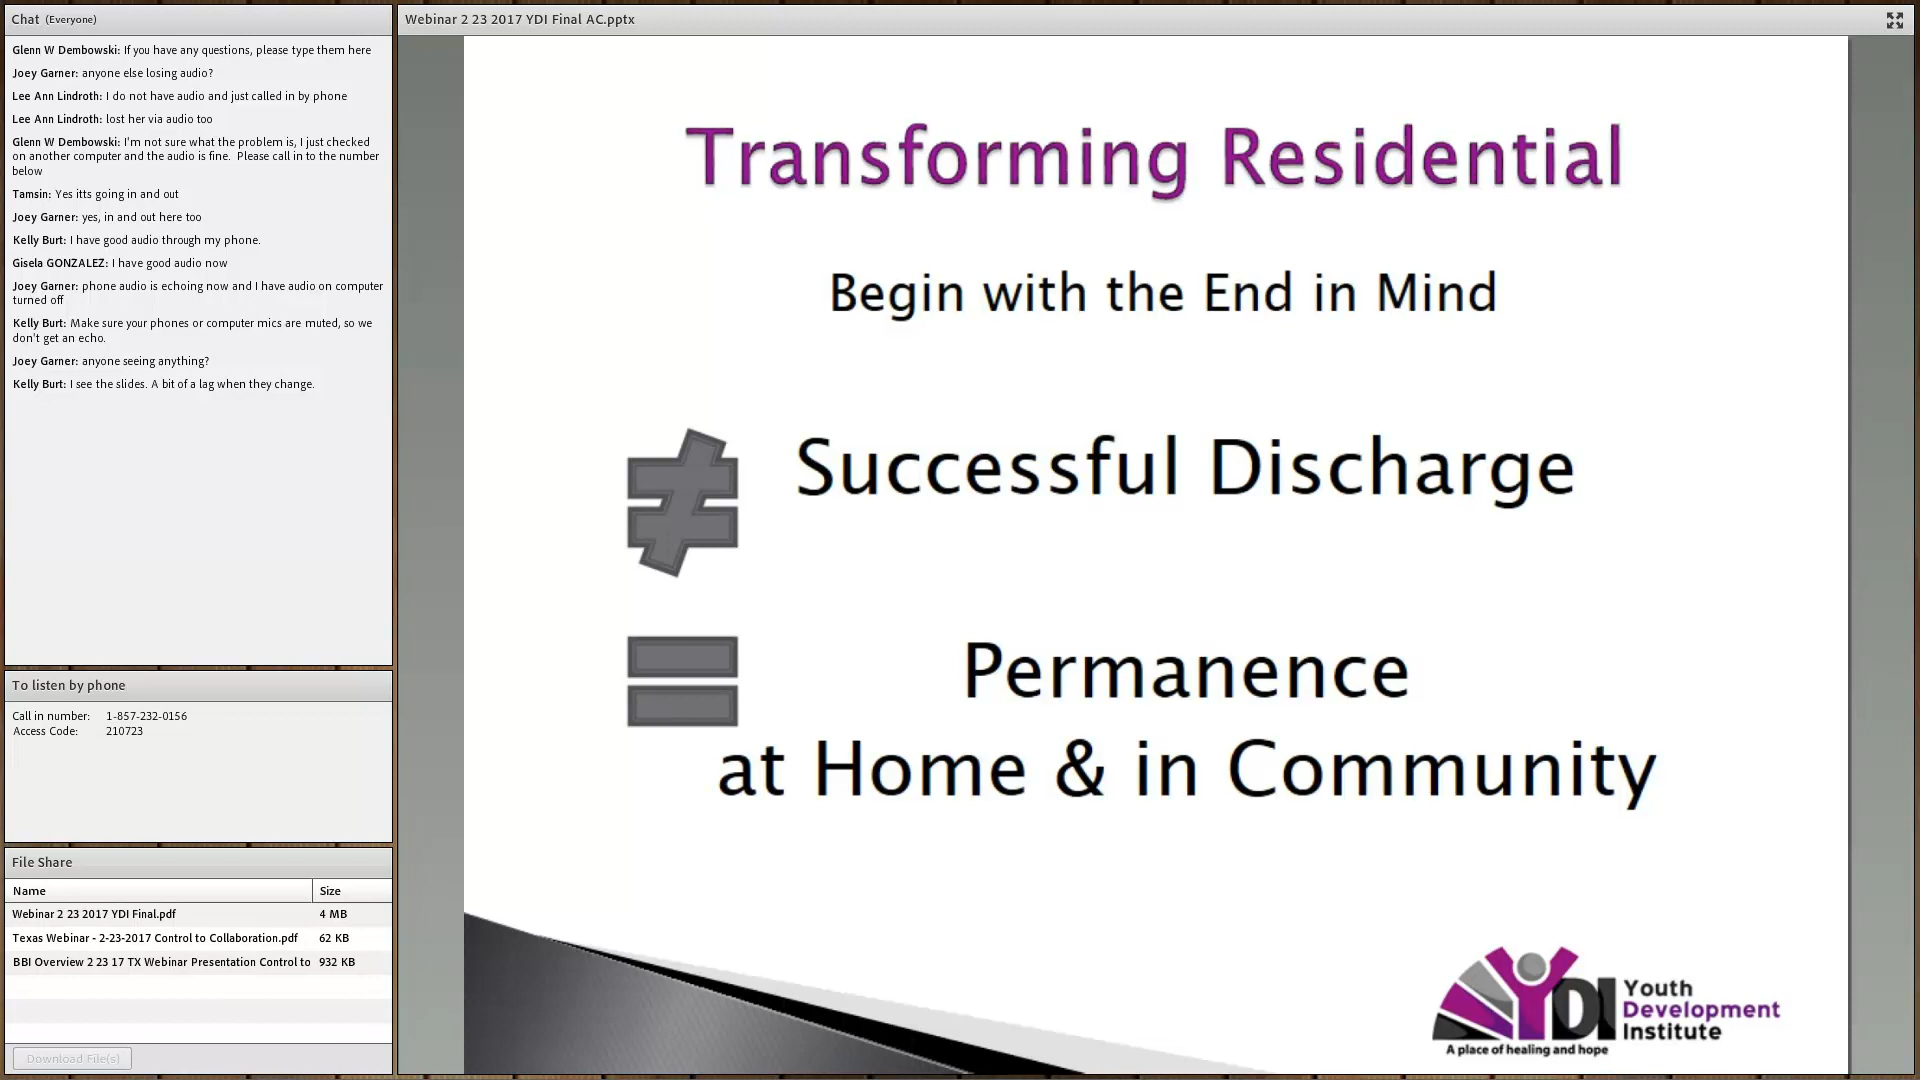 Chat (Everyone)
Glenn W Dembowski: If you have any questions, please type them here
Joey Garner: anyone else losing audio?
Lee Ann Lindroth: I do not have audio and just called in by phone
Lee Ann Lindroth: lost her via audio too
Glenn W Dembowski: I'm not sure what the problem is, I just checked
on another computer and the audio is fine. Please call in to the number
below
Tamsin: Yes itts going in and out
Joey Garner: yes, in and out here too
Kelly Burt: I have good audio through my phone.
Gisela GONZALEZ: I have good audio now
Joey Garner: phone audio is echoing now and I have audio on computer
turned off
Kelly Burt: Make sure your phones or computer mics are muted, so we
don't get an echo.
Joey Garner: anyone seeing anything?
Kelly Burt: I see the slides. A bit of a lag when they change.
To listen by phone
Call in number: 1-857-232-0156
Access Code: 210723
File Share
Name Size
Webinar 2 23 2017 YDI Final.pdf 4 MB
Texas Webinar - 2-23-2017 Control to Collaboration.pdf 62 KB
BBI Overview 2 23 17 TX Webinar Presentation Control to 932 KB
Download File(s)
Webinar 2 23 2017 YDI Final AC.pptx
Transforming Residential
Begin with the End in Mind
≠ Successful Discharge
= Permanence
at Home & in Community
YDI
Youth
Development
Institute
A place of healing and hope